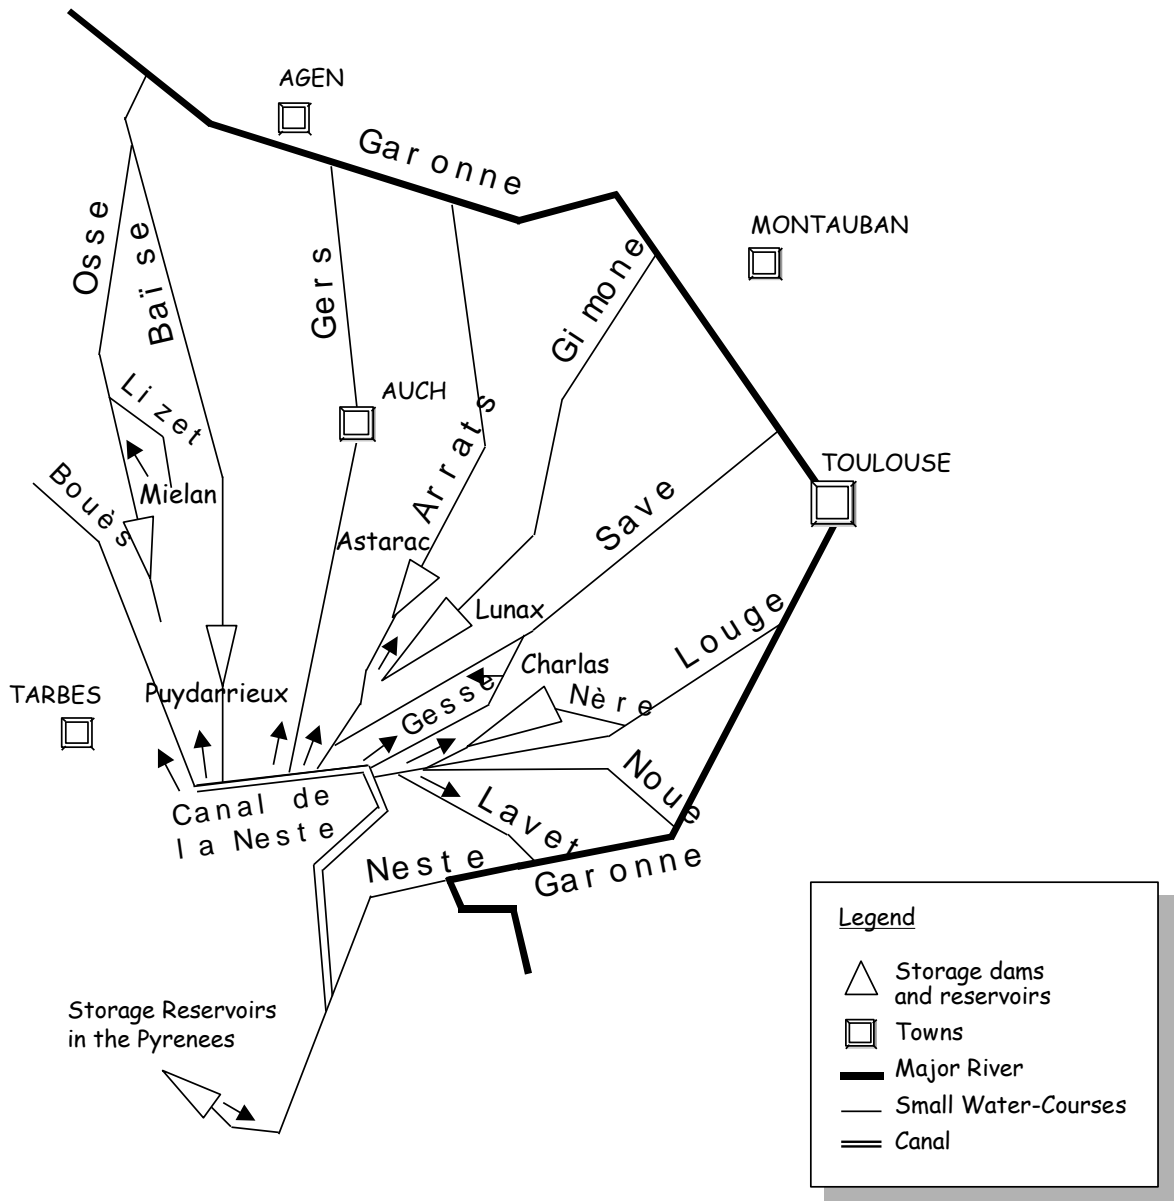 AGEN
Garonne
MONTAUBAN
Osse
Baïse
Gers
Gimone
Lizet
AUCH
Arrats
TOULOUSE
Bouès
Mielan
Save
Astarac
Lunax
Louge
Charlas
TARBES
Puydarrieux
Gesse
Nère
Noue
Canal de
la Neste
Lavet
Neste
Garonne
Legend
Storage dams
and reservoirs
Towns
Major River
Small Water-Courses
Canal
Storage Reservoirs
in the Pyrenees